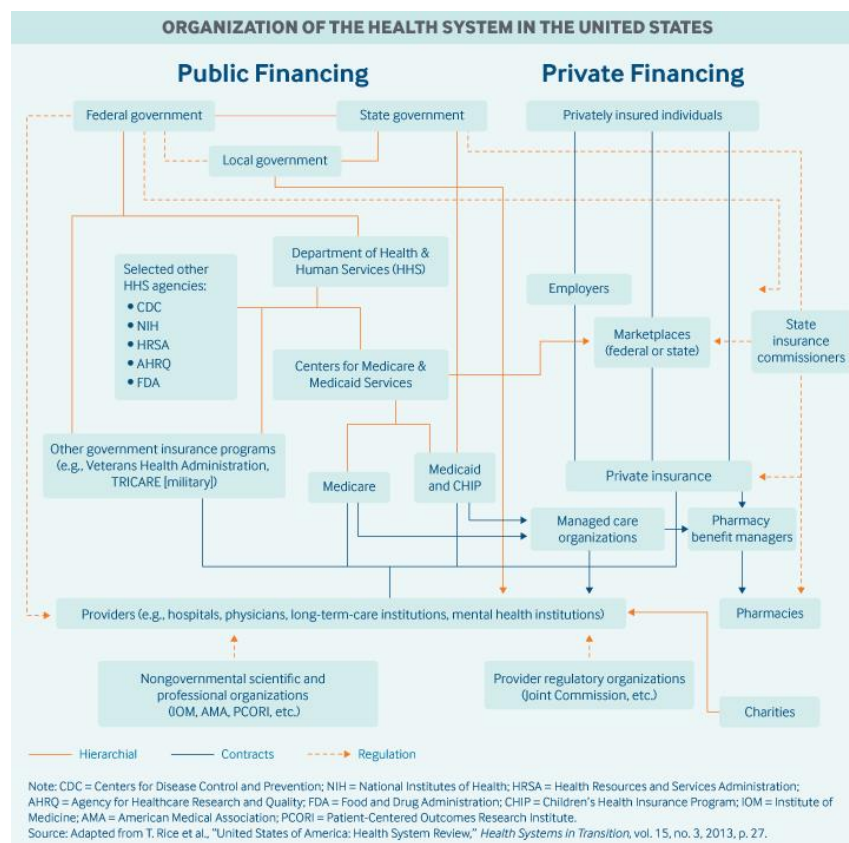 ORGANIZATION OF THE HEALTH SYSTEM IN THE UNITED STATES
Public Financing
Private Financing
Federal government
State government
Privately insured individuals
Local government
Department of Health &
Human Services (HHS)
Selected other
HHS agencies:
• CDC
• NIH
• HRSA
• AHRQ
• FDA
Employers
Marketplaces
(federal or state)
State
insurance
commissioners
Centers for Medicare &
Medicaid Services
Other government insurance programs
(e.g., Veterans Health Administration,
TRICARE [military])
Medicare
Medicaid
and CHIP
Private insurance
Managed care
organizations
Pharmacy
benefit managers
Providers (e.g., hospitals, physicians, long-term-care institutions, mental health institutions)
Pharmacies
Nongovernmental scientific and
professional organizations
(IOM, AMA, PCORI, etc.)
Provider regulatory organizations
(Joint Commission, etc.)
Charities
Hierarchial
Contracts
Regulation
Note: CDC = Centers for Disease Control and Prevention; NIH = National Institutes of Health; HRSA = Health Resources and Services Administration;
AHRQ = Agency for Healthcare Research and Quality; FDA = Food and Drug Administration; CHIP = Children's Health Insurance Program; IOM = Institute of
Medicine; AMA = American Medical Association; PCORI = Patient-Centered Outcomes Research Institute.
Source: Adapted from T. Rice et al., "United States of America: Health System Review," Health Systems in Transition, vol. 15, no. 3, 2013, p. 27.